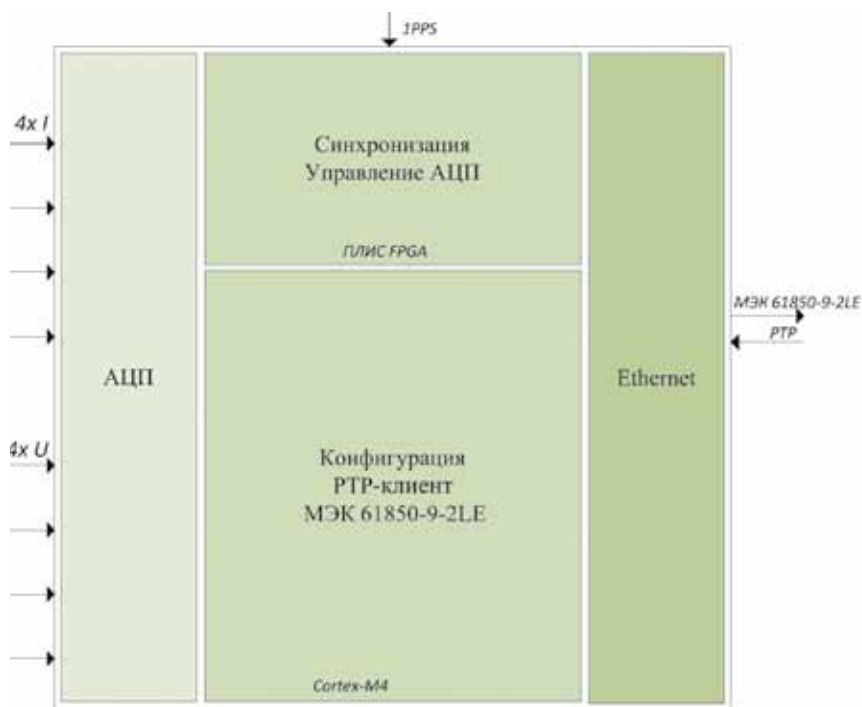 1PPS
4x I
Синхронизация
Управление АЦП
ПЛИС FPGA
МЭК 61850-9-2LE
PTP
АЦП
Ethernet
4x U
Конфигурация
PTP-клиент
МЭК 61850-9-2LE
Cortex-M4